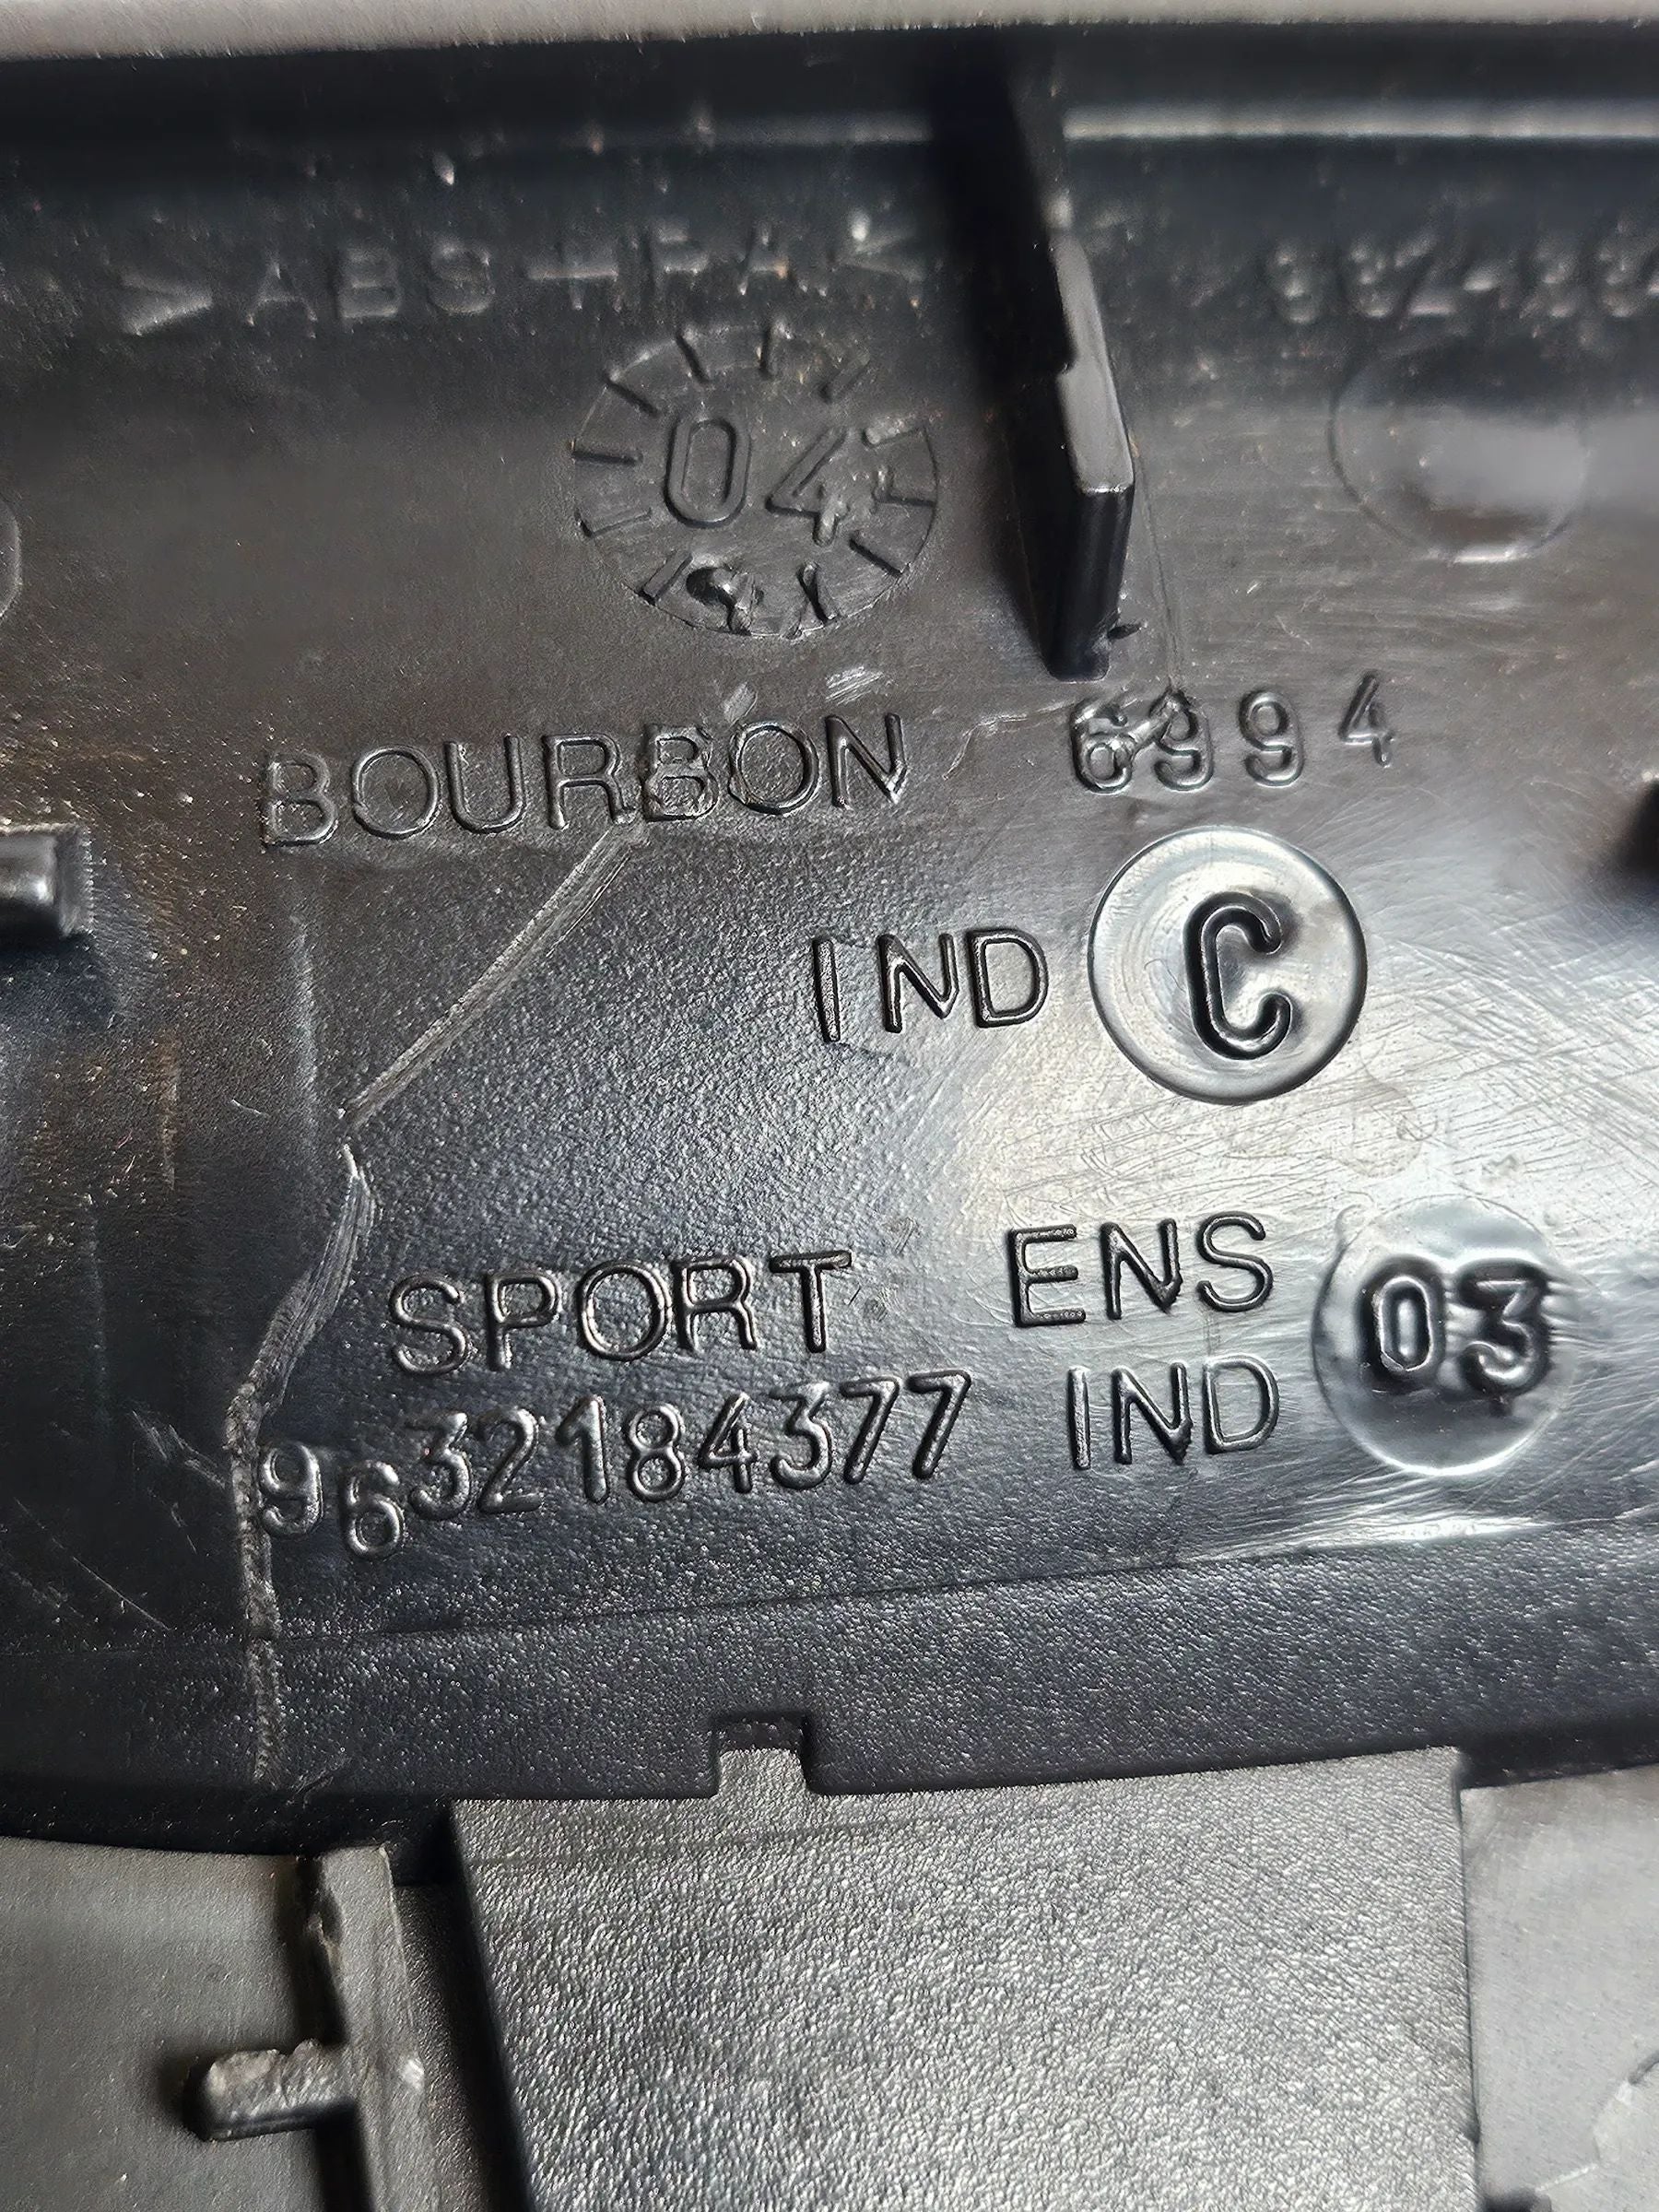 >ABS+PA<
04
BOURBON 6994
IND C
SPORT ENS 03
9632184377 IND